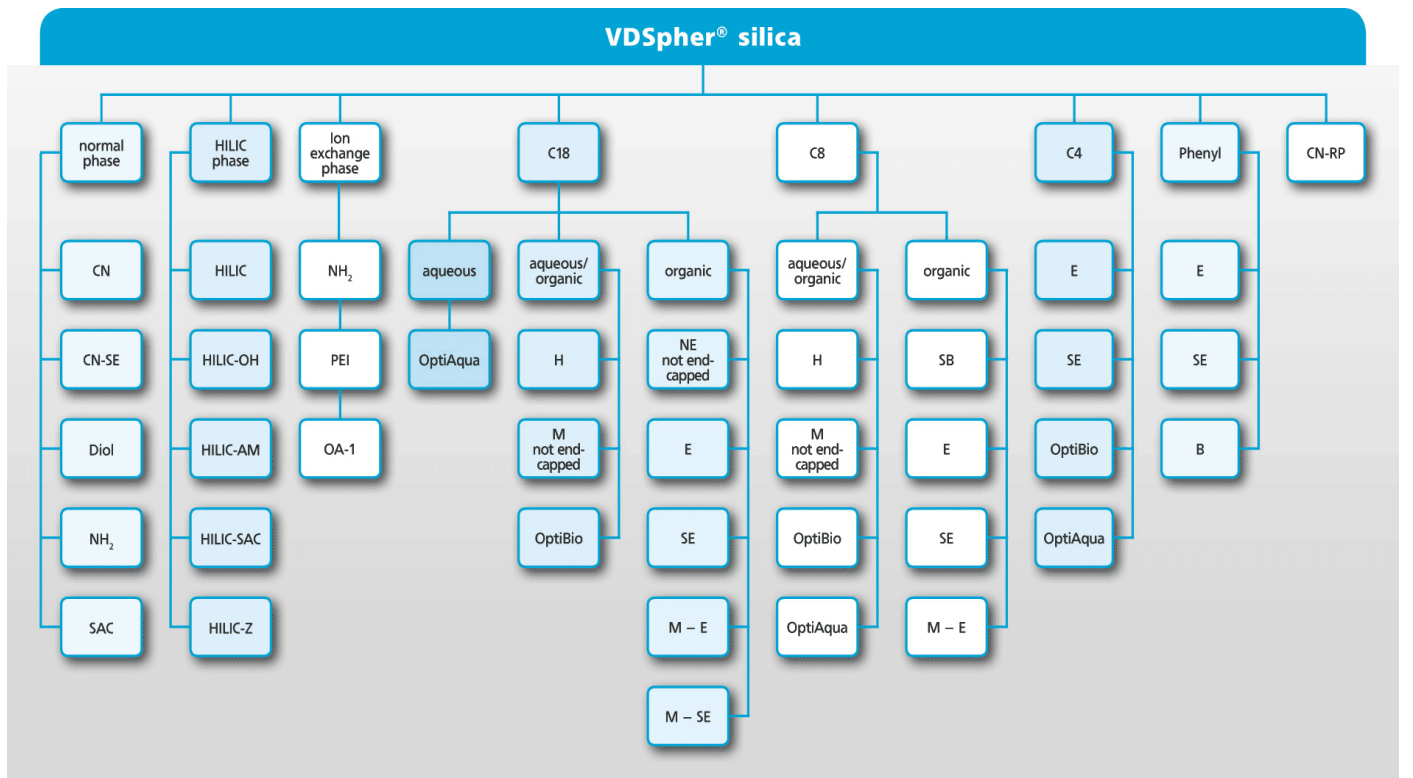 VDSpher® silica
normal
phase
HILIC
phase
Ion
exchange
phase
C18
C8
C4
Phenyl
CN-RP
CN
CN-SE
Diol
NH₂
SAC
HILIC
HILIC-OH
HILIC-AM
HILIC-SAC
HILIC-Z
NH₂
PEI
OA-1
aqueous
OptiAqua
aqueous/
organic
H
M
not end-
capped
OptiBio
organic
NE
not end-
capped
E
SE
M – E
M – SE
aqueous/
organic
H
M
not end-
capped
OptiBio
OptiAqua
organic
SB
E
SE
M – E
E
SE
OptiBio
OptiAqua
E
SE
B